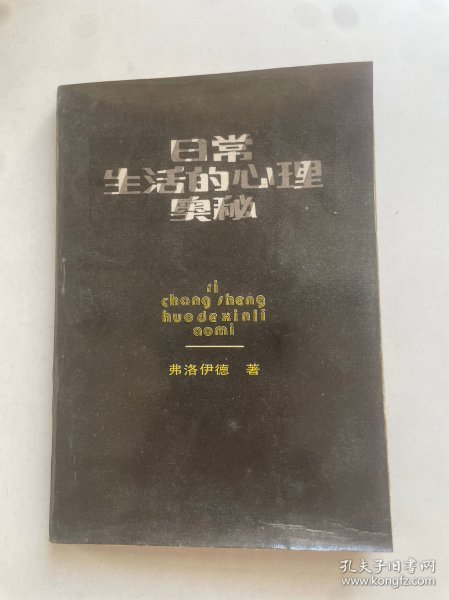 日常
生活的心理
奥秘
ri
chang sheng
huo de xin li
ao mi
弗洛伊德 著
孔夫子旧书网
www.kongfz.com